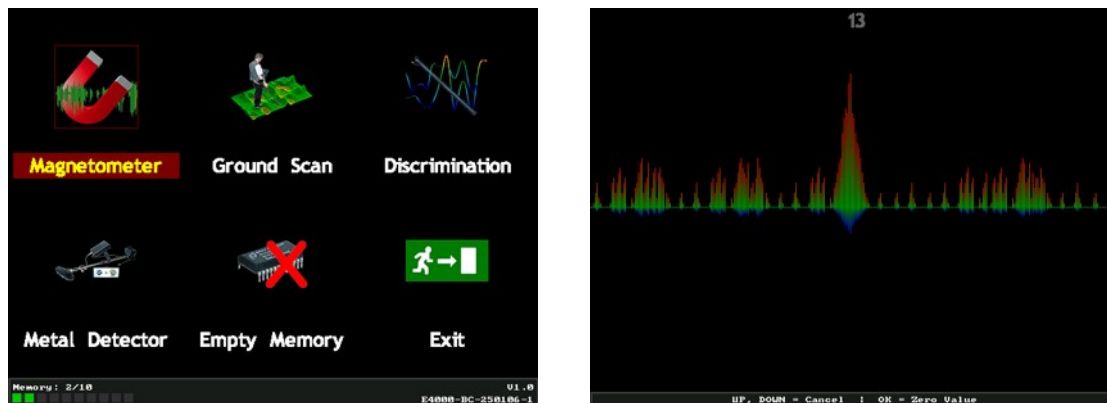 Magnetometer
Ground Scan
Discrimination
Metal Detector
Empty Memory
Exit
Memory: 2/10
V1.0
E4000-BC-250106-1
13
UP, DOWN = Cancel | OK = Zero Value